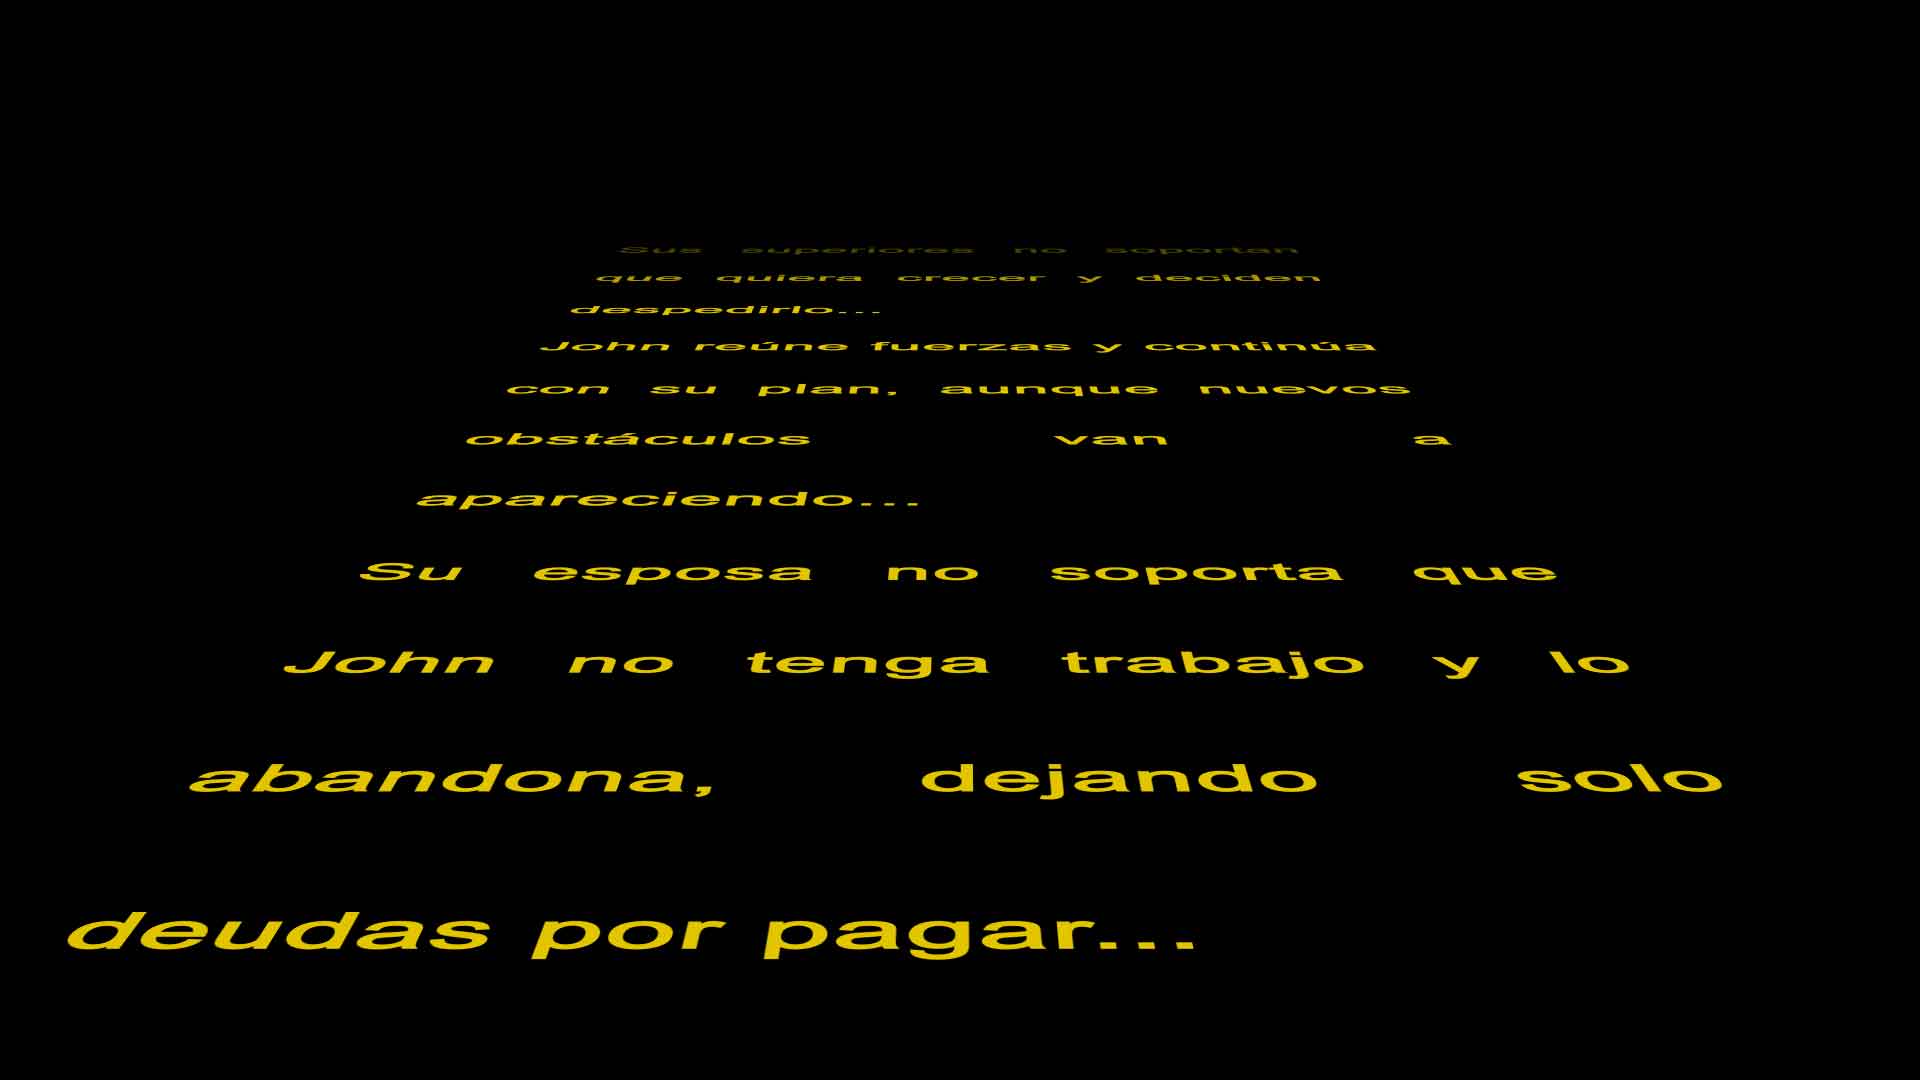 Sus superiores no soportan
que quiera crecer y deciden
despedirlo...
John reúne fuerzas y continúa
con su plan, aunque nuevos
obstáculos van a
apareciendo...
Su esposa no soporta que
John no tenga trabajo y lo
abandona, dejando solo
deudas por pagar...